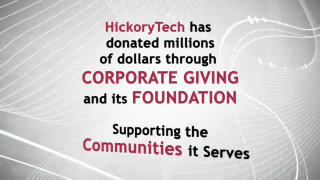 HickoryTech has
donated millions
of dollars through
CORPORATE GIVING
and its FOUNDATION
Supporting the
Communities it Serves